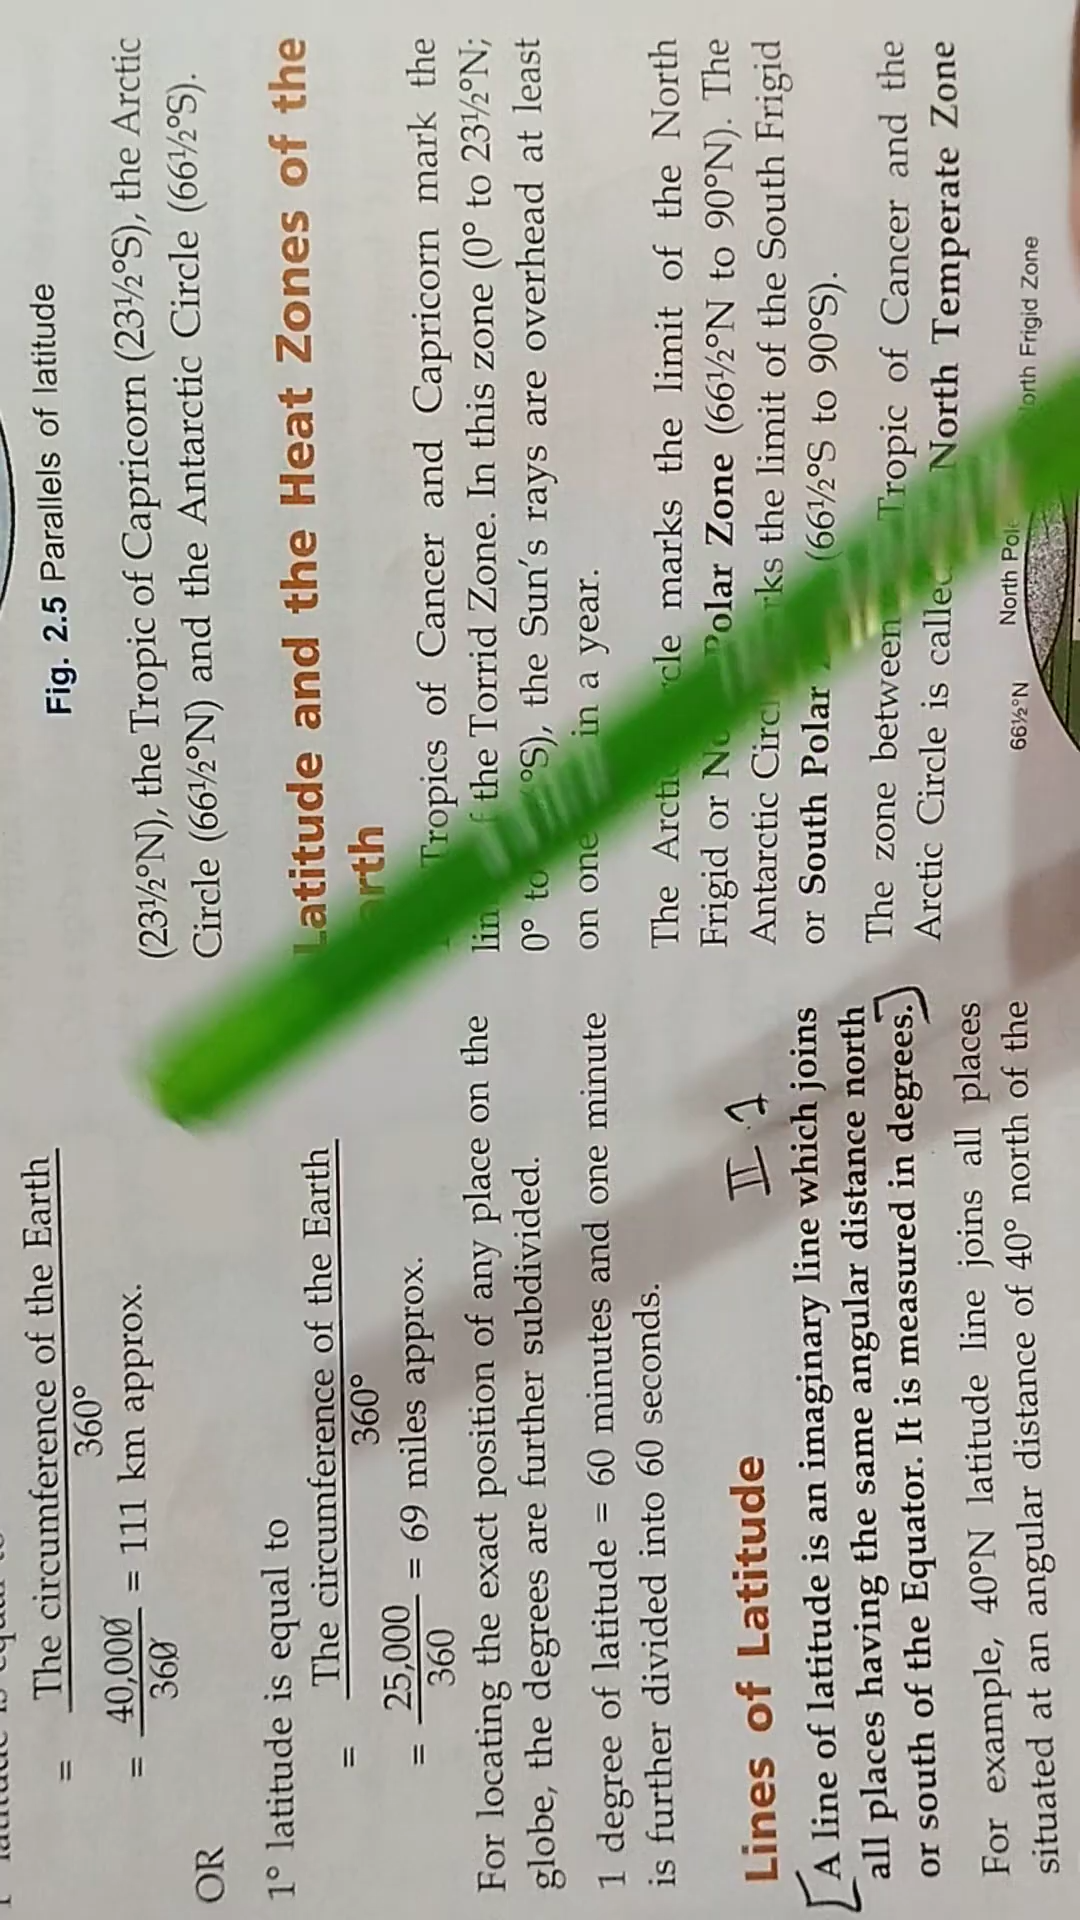 =
The circumference of the Earth
360°
= 40,000
360
= 111 km approx.
OR
1° latitude is equal to
=
The circumference of the Earth
360°
= 25,000
360
= 69 miles approx.
For locating the exact position of any place on the
globe, the degrees are further subdivided.
1 degree of latitude = 60 minutes and one minute
is further divided into 60 seconds.
II-1
Lines of Latitude
[A line of latitude is an imaginary line which joins
all places having the same angular distance north
or south of the Equator. It is measured in degrees.]
For example, 40°N latitude line joins all places
situated at an angular distance of 40° north of the
Fig. 2.5 Parallels of latitude
(23½°N), the Tropic of Capricorn (23½°S), the Arctic
Circle (66½°N) and the Antarctic Circle (66½°S).
Latitude and the Heat Zones of the
Tropics of Cancer and Capricorn mark the
the Torrid Zone. In this zone (0° to 23½°N;
0° to °S), the Sun's rays are overhead at least
on one in a year.
The marks the limit of the North
Frigid or Polar Zone (66½°N to 90°N). The
Antarctic the limit of the South Frigid
or South Polar (66½°S to 90°S).
The zone between Tropic of Cancer and the
Arctic Circle is North Temperate Zone
North Frigid Zone
North Pole
66½°N